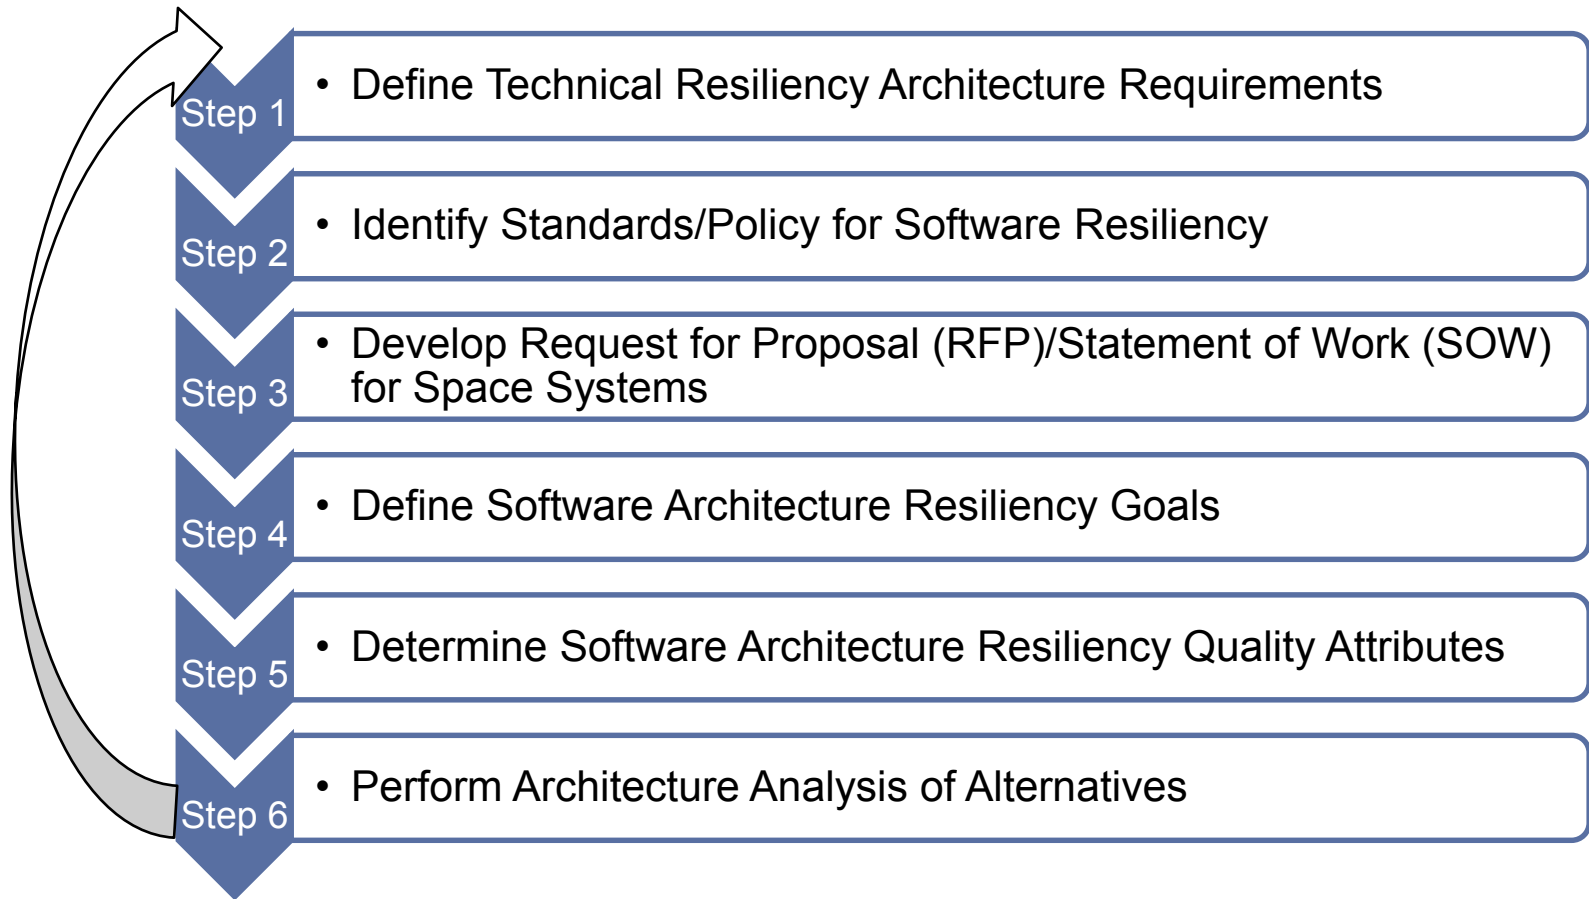 Step 1
• Define Technical Resiliency Architecture Requirements
Step 2
• Identify Standards/Policy for Software Resiliency
Step 3
• Develop Request for Proposal (RFP)/Statement of Work (SOW)
for Space Systems
Step 4
• Define Software Architecture Resiliency Goals
Step 5
• Determine Software Architecture Resiliency Quality Attributes
Step 6
• Perform Architecture Analysis of Alternatives